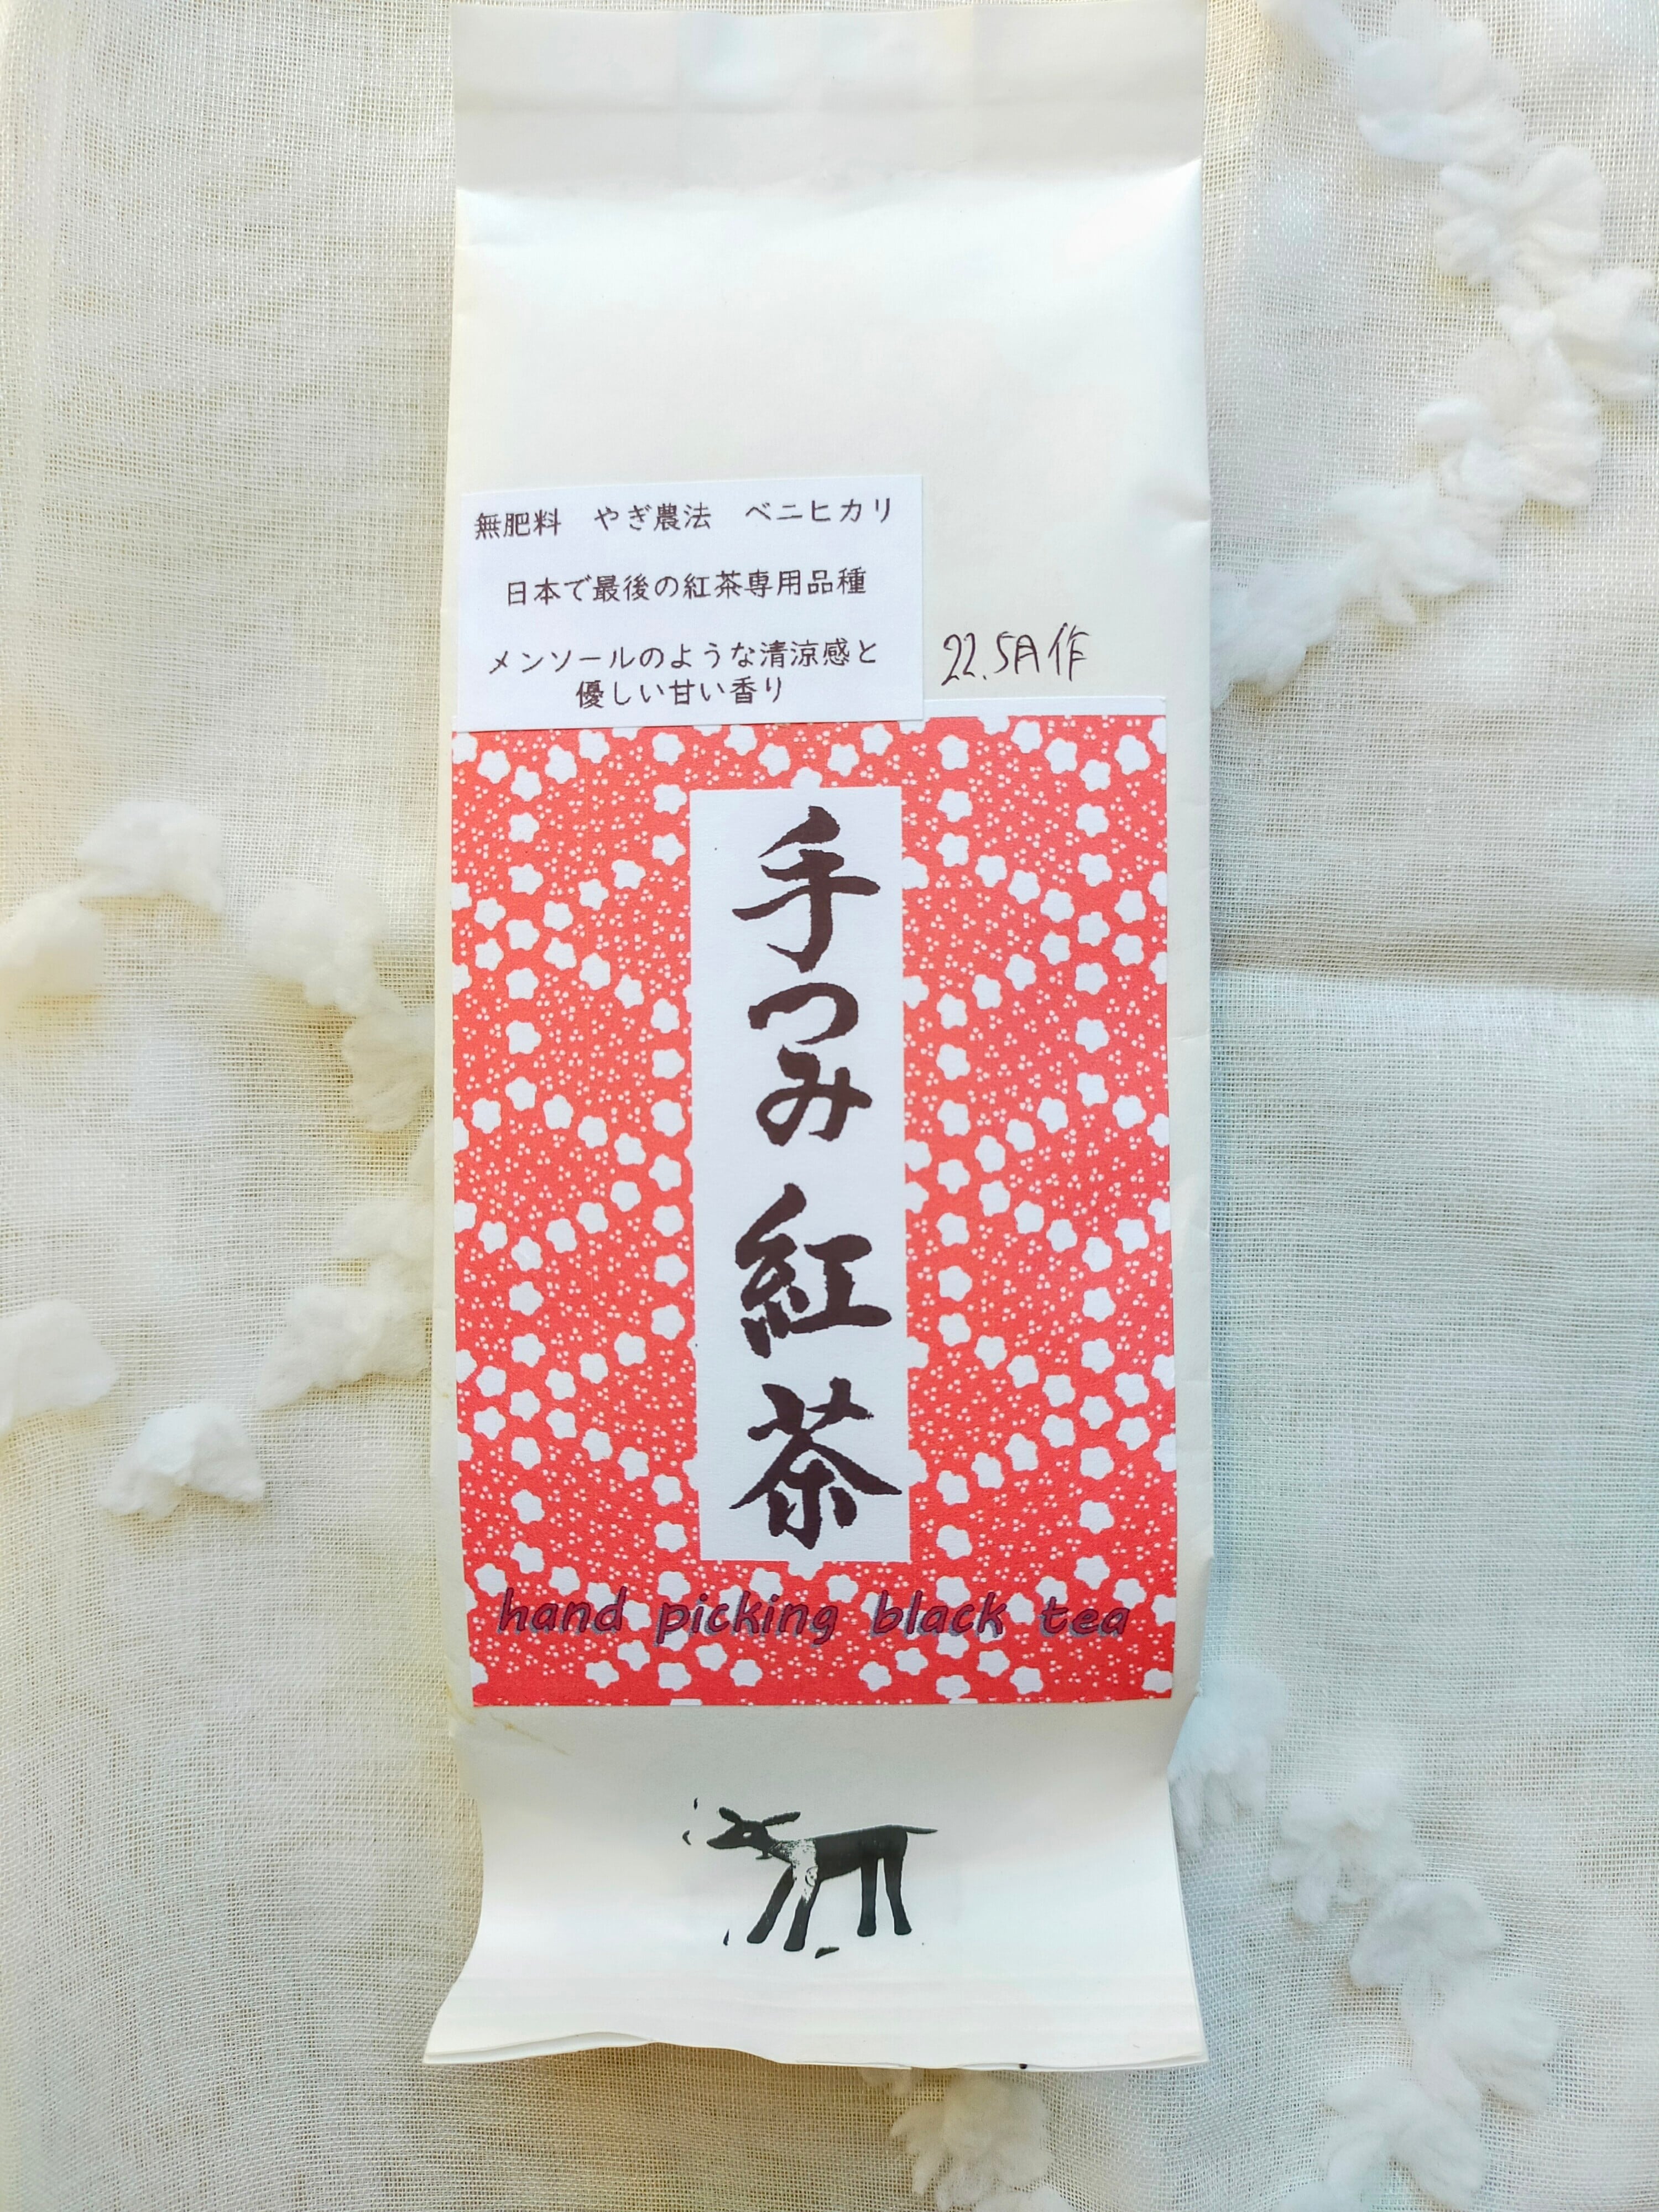 無肥料 やぎ農法 ベニヒカリ
日本で最後の紅茶専用品種
メンソールのような清涼感と
優しい甘い香り
22.5月作
手つみ紅茶
hand picking black tea